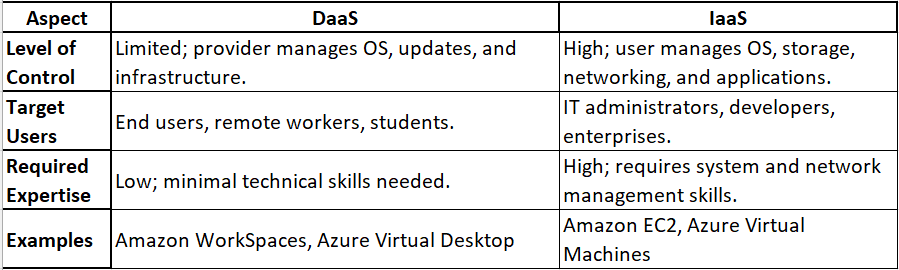 Aspect DaaS IaaS
Level of Control Limited; provider manages OS, updates, and infrastructure. High; user manages OS, storage, networking, and applications.
Target Users End users, remote workers, students. IT administrators, developers, enterprises.
Required Expertise Low; minimal technical skills needed. High; requires system and network management skills.
Examples Amazon WorkSpaces, Azure Virtual Desktop Amazon EC2, Azure Virtual Machines